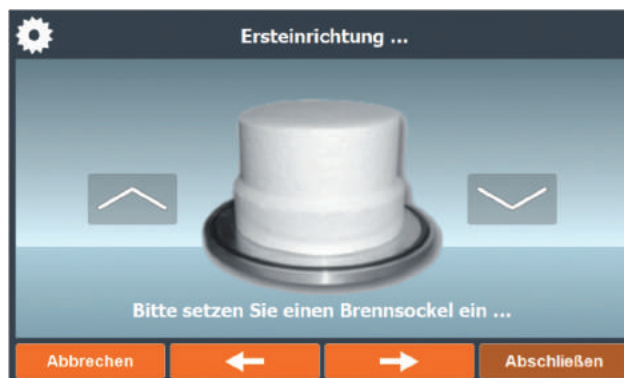 Ersteinrichtung ...
Bitte setzen Sie einen Brennsockel ein ...
Abbrechen
Abschließen